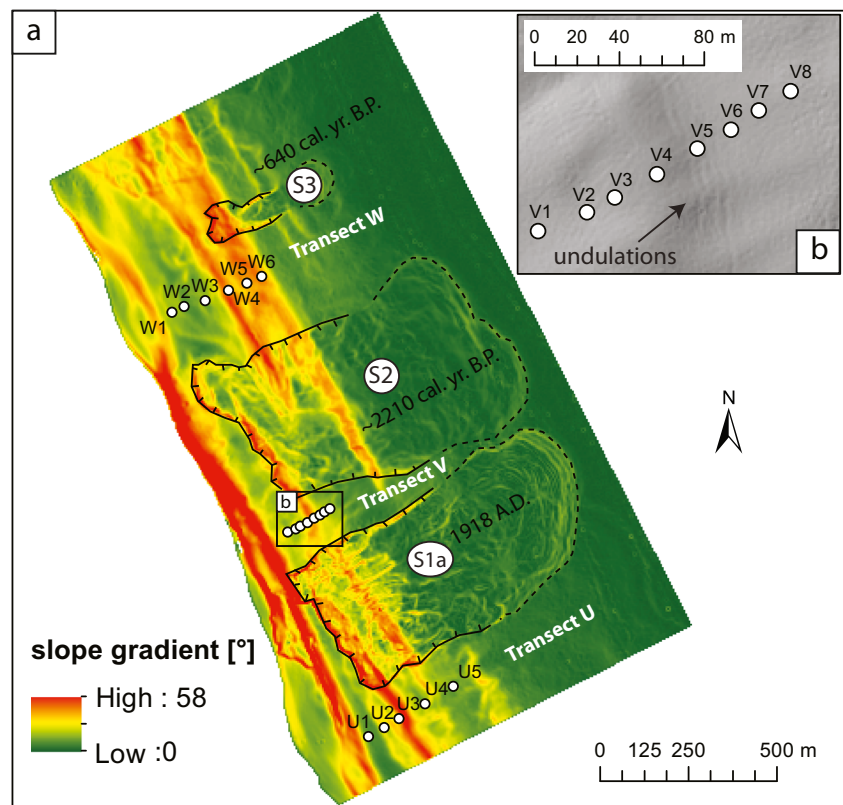 a
~640 cal. yr. B.P.
S3
Transect W
W1
W2
W3
W4
W5
W6
S2
~2210 cal. yr. B.P.
Transect V
b
1918 A.D.
S1a
Transect U
U1
U2
U3
U4
U5
N
slope gradient [°]
High : 58
Low :0
0 125 250 500 m
0 20 40 80 m
V1
V2
V3
V4
V5
V6
V7
V8
undulations
b